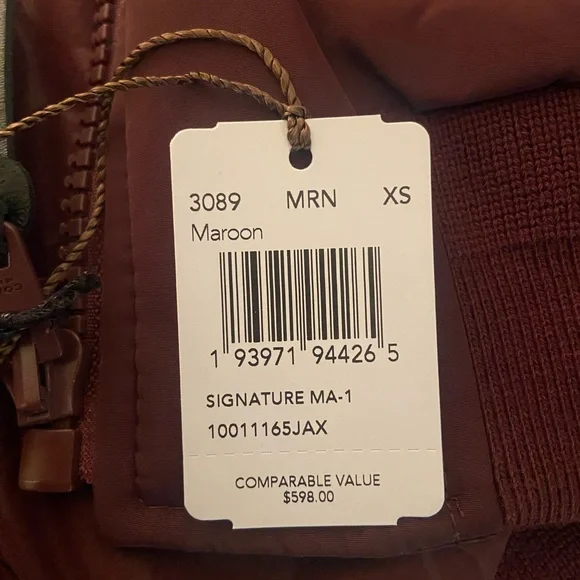 3089 MRN XS
Maroon
1 93971 94426 5
SIGNATURE MA-1
10011165JAX
COMPARABLE VALUE
$598.00